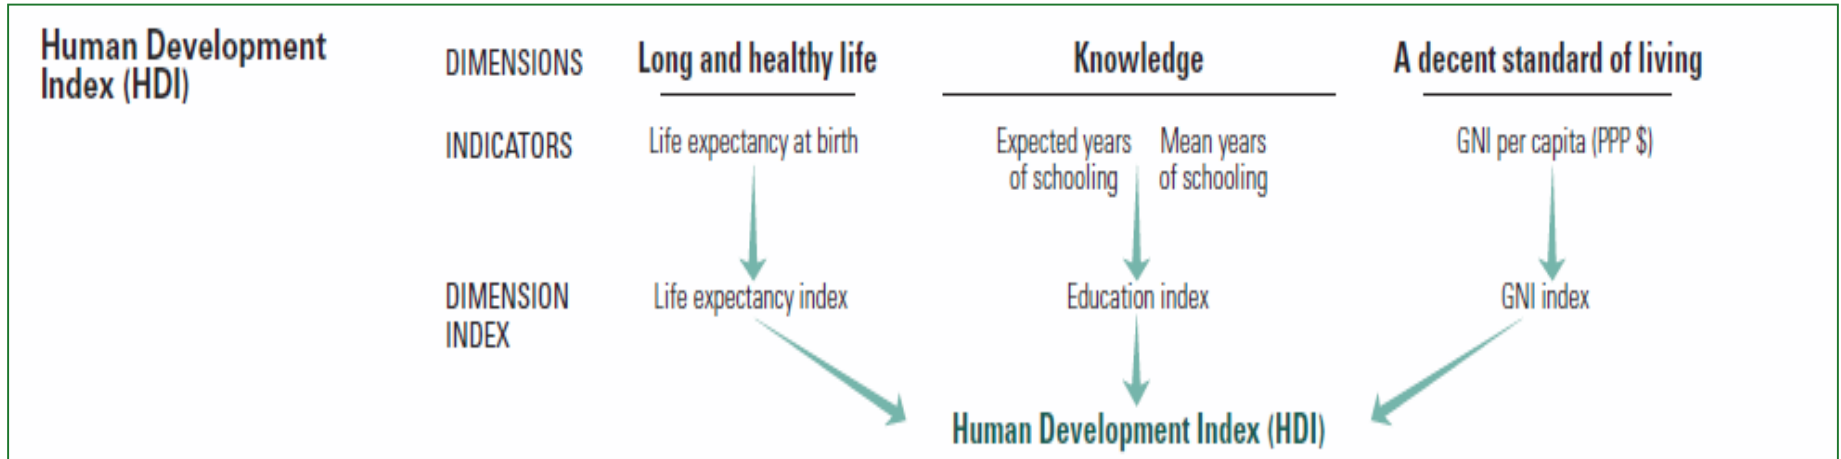 Human Development
Index (HDI)
DIMENSIONS
Long and healthy life
Knowledge
A decent standard of living
INDICATORS
Life expectancy at birth
Expected years
of schooling
Mean years
of schooling
GNI per capita (PPP $)
DIMENSION
INDEX
Life expectancy index
Education index
GNI index
Human Development Index (HDI)